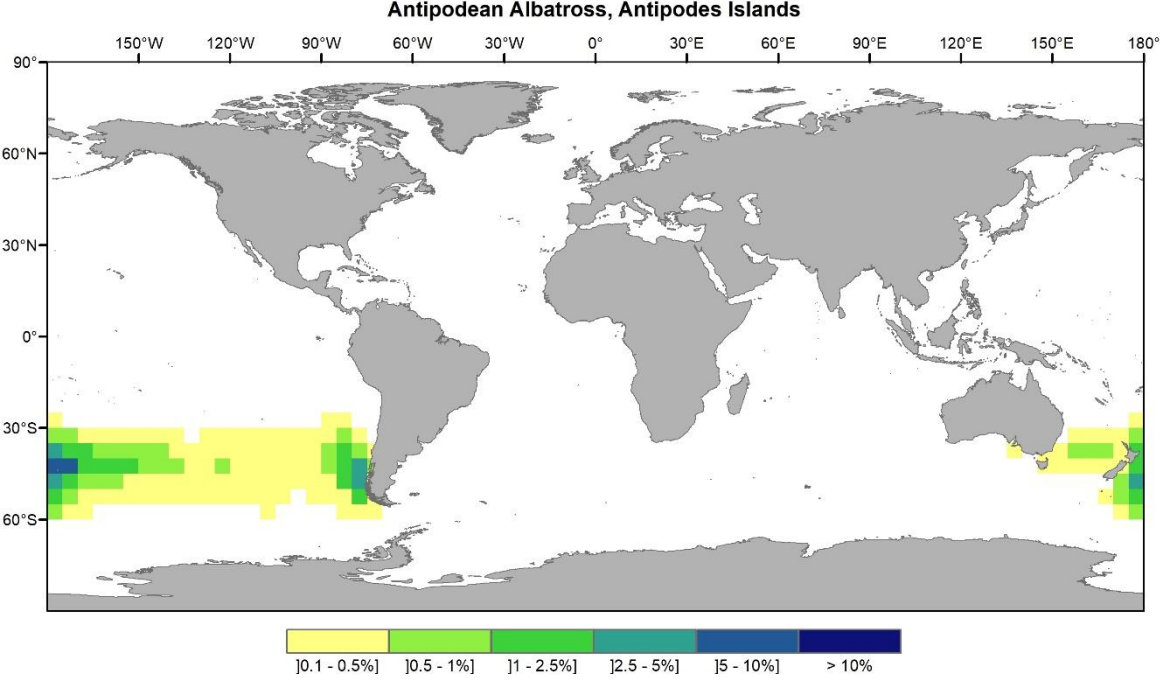 Antipodean Albatross, Antipodes Islands
150°W 120°W 90°W 60°W 30°W 0° 30°E 60°E 90°E 120°E 150°E 180°
90°
60°N
30°N
0°
30°S
60°S
]0.1 - 0.5%] ]0.5 - 1%] ]1 - 2.5%] ]2.5 - 5%] ]5 - 10%] > 10%